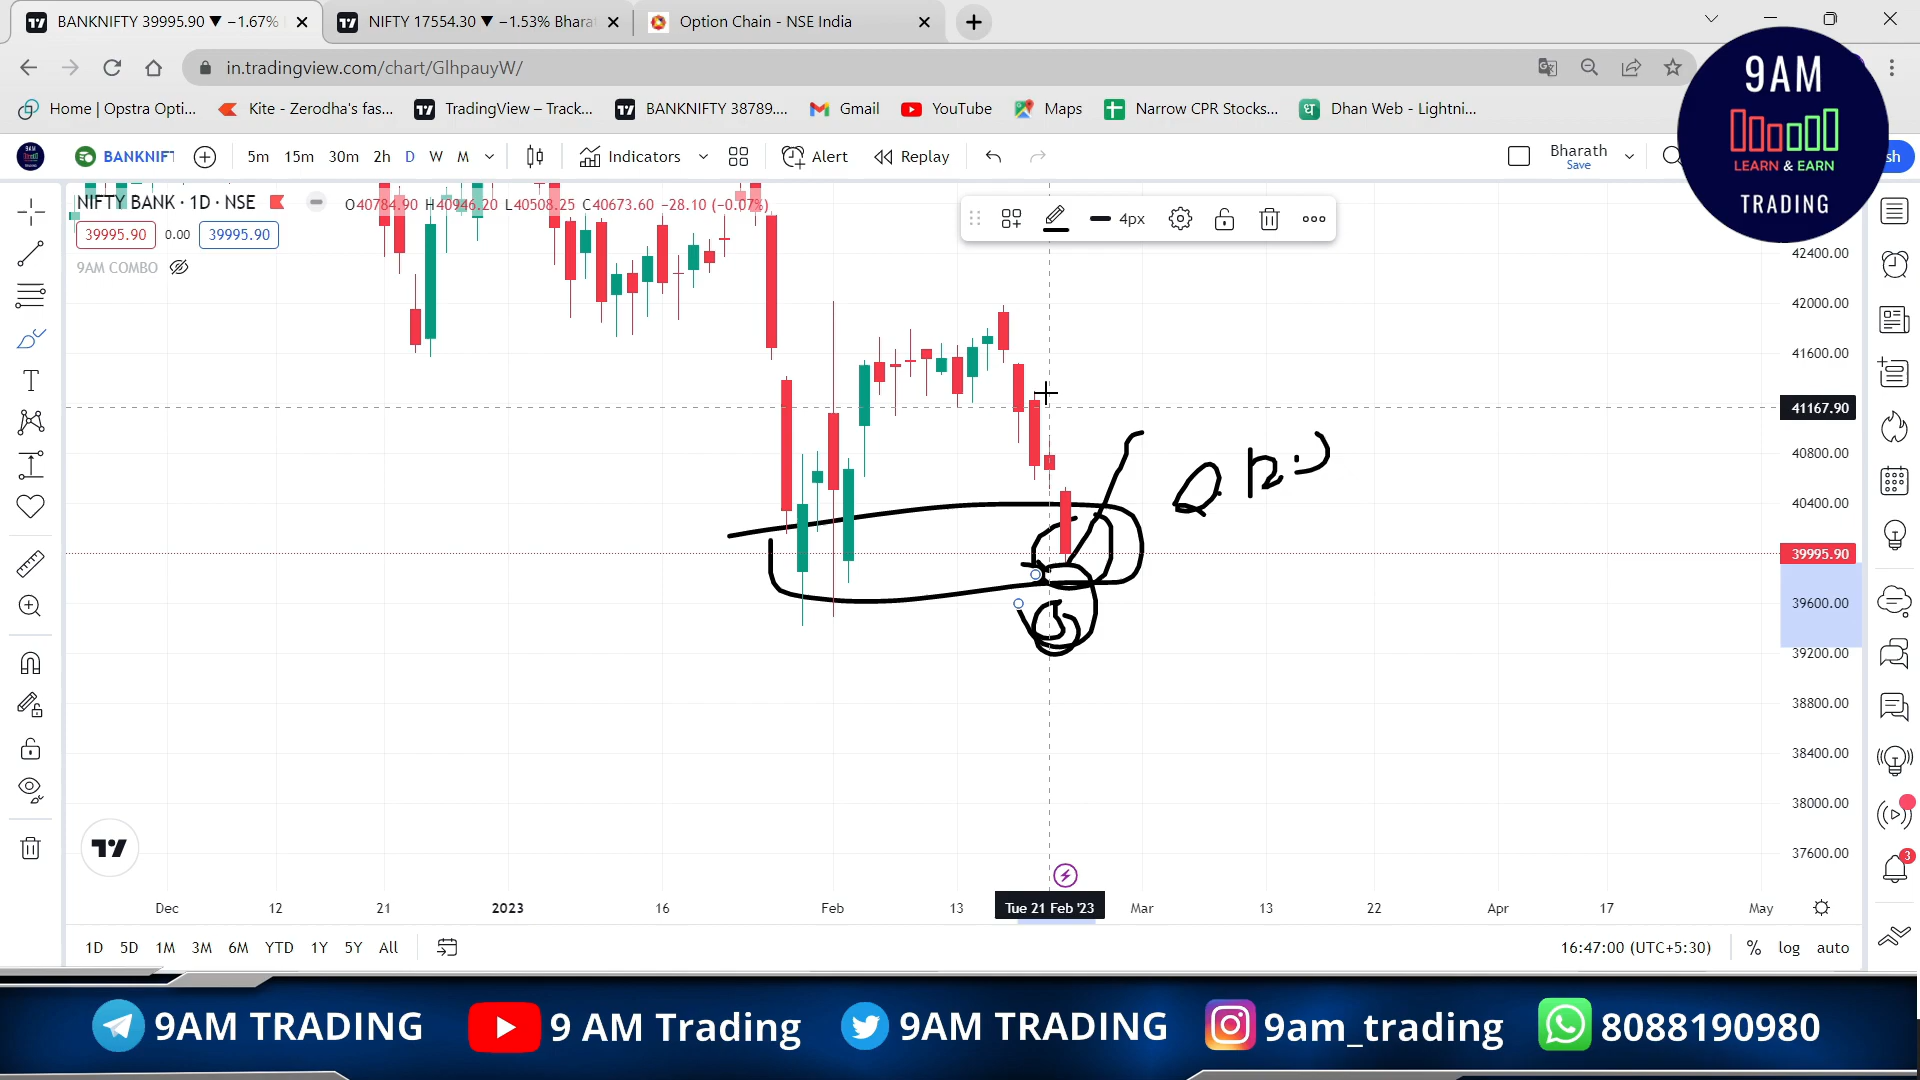 BANKNIFTY 39995.90 ▼ −1.67%
NIFTY 17554.30 ▼ −1.53% Bhara
Option Chain - NSE India
in.tradingview.com/chart/GlhpauyW/
Home | Opstra Opti...
Kite - Zerodha's fas...
TradingView – Track...
BANKNIFTY 38789....
Gmail
YouTube
Maps
Narrow CPR Stocks...
Dhan Web - Lightni...
9AM
LEARN & EARN
TRADING
BANKNIFT
5m 15m 30m 2h D W M
Indicators
Alert
Replay
Bharath
Save
sh
NIFTY BANK · 1D · NSE
O40784.90 H40946.20 L40508.25 C40673.60 −28.10 (−0.07%)
39995.90 0.00 39995.90
9AM COMBO
4px
42400.00
42000.00
41600.00
41167.90
40800.00
40400.00
39995.90
39600.00
39200.00
38800.00
38400.00
38000.00
37600.00
Dec 12 21 2023 16 Feb 13 Tue 21 Feb '23 Mar 13 22 Apr 17 May
1D 5D 1M 3M 6M YTD 1Y 5Y All
16:47:00 (UTC+5:30) % log auto
3
9AM TRADING
9 AM Trading
9AM TRADING
9am_trading
8088190980